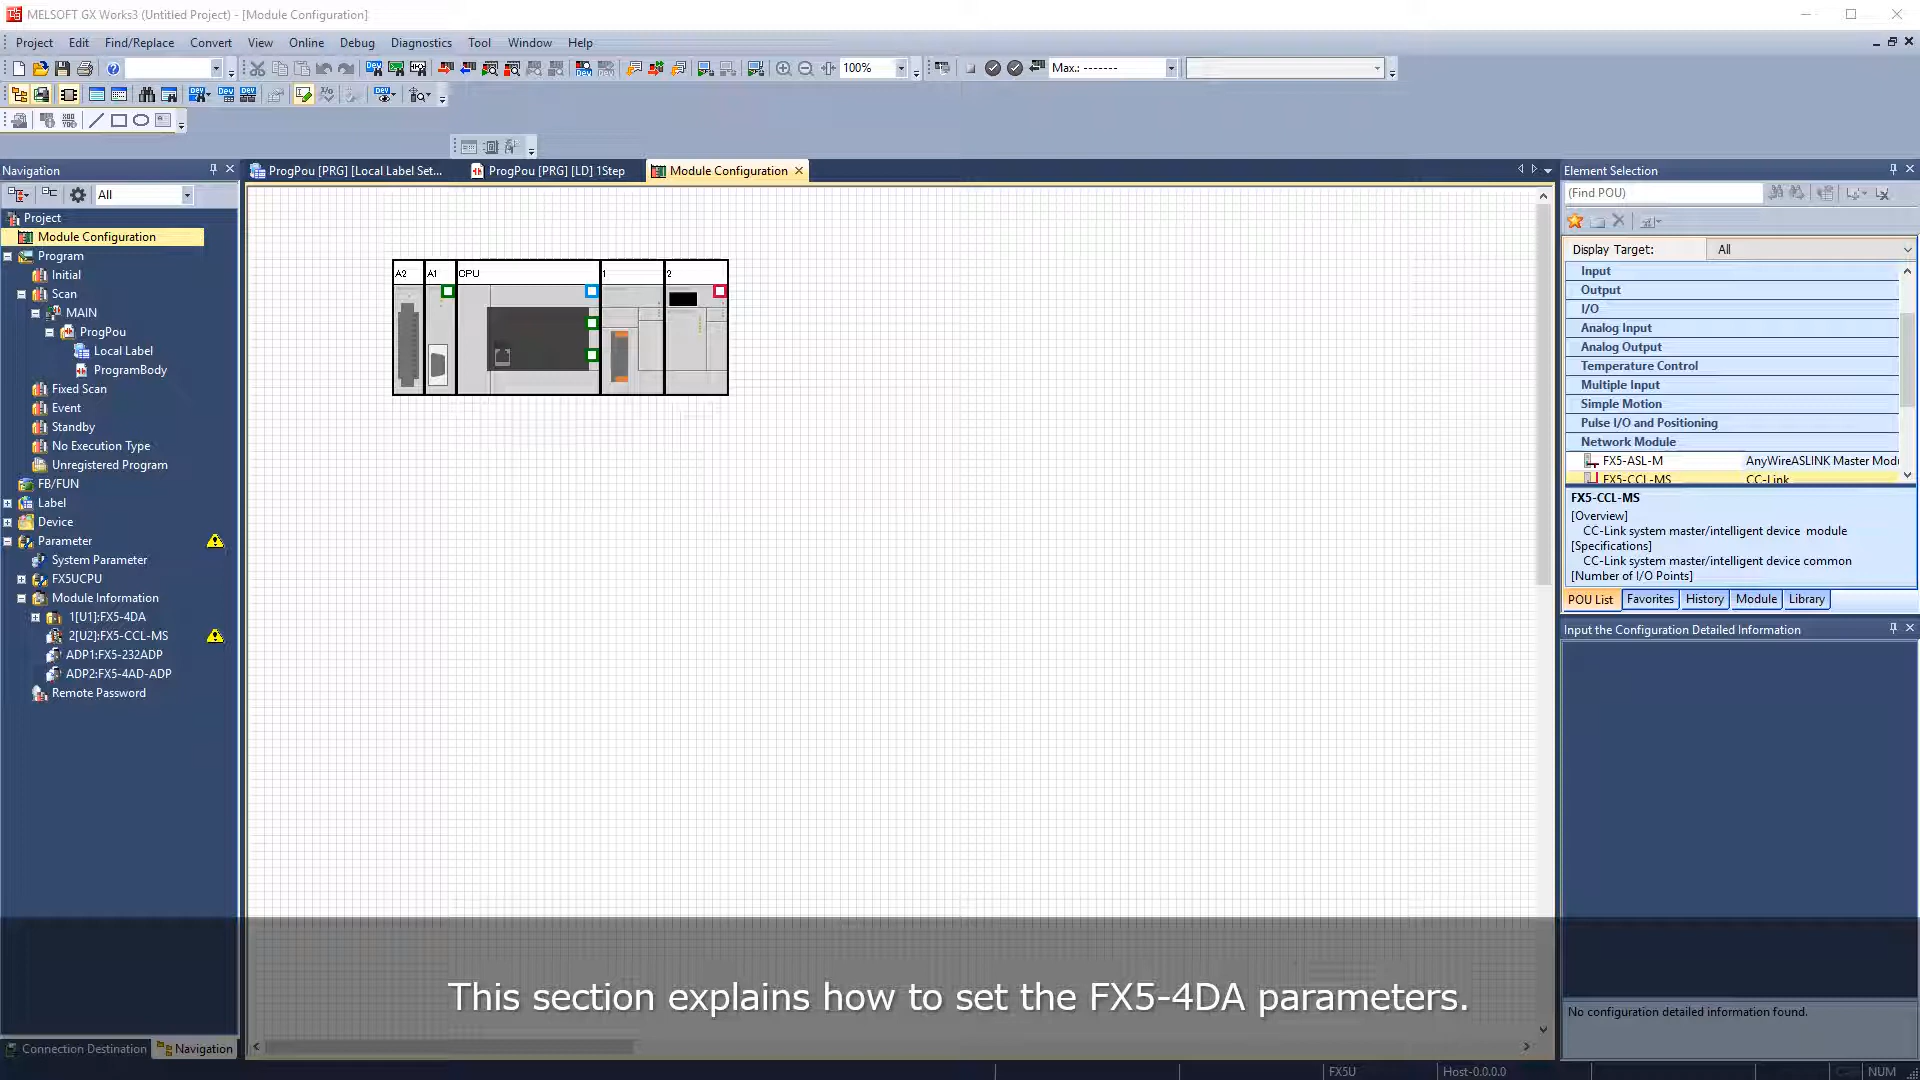 MELSOFT GX Works3 (Untitled Project) - [Module Configuration]
Project Edit Find/Replace Convert View Online Debug Diagnostics Tool Window Help
100%
Max.: -------
Navigation
All
Project
Module Configuration
Program
Initial
Scan
MAIN
ProgPou
Local Label
ProgramBody
Fixed Scan
Event
Standby
No Execution Type
Unregistered Program
FB/FUN
Label
Device
Parameter
System Parameter
FX5UCPU
Module Information
1[U1]:FX5-4DA
2[U2]:FX5-CCL-MS
ADP1:FX5-232ADP
ADP2:FX5-4AD-ADP
Remote Password
Connection Destination Navigation
ProgPou [PRG] [Local Label Set... ProgPou [PRG] [LD] 1Step Module Configuration
A2 A1 CPU 1 2
Element Selection
(Find POU)
Display Target: All
Input
Output
I/O
Analog Input
Analog Output
Temperature Control
Multiple Input
Simple Motion
Pulse I/O and Positioning
Network Module
FX5-ASL-M AnyWireASLINK Master Modu
FX5-CCL-MS CC-Link
FX5-CCL-MS
[Overview]
CC-Link system master/intelligent device module
[Specifications]
CC-Link system master/intelligent device common
[Number of I/O Points]
POU List Favorites History Module Library
Input the Configuration Detailed Information
No configuration detailed information found.
This section explains how to set the FX5-4DA parameters.
FX5U Host-0.0.0.0 NUM